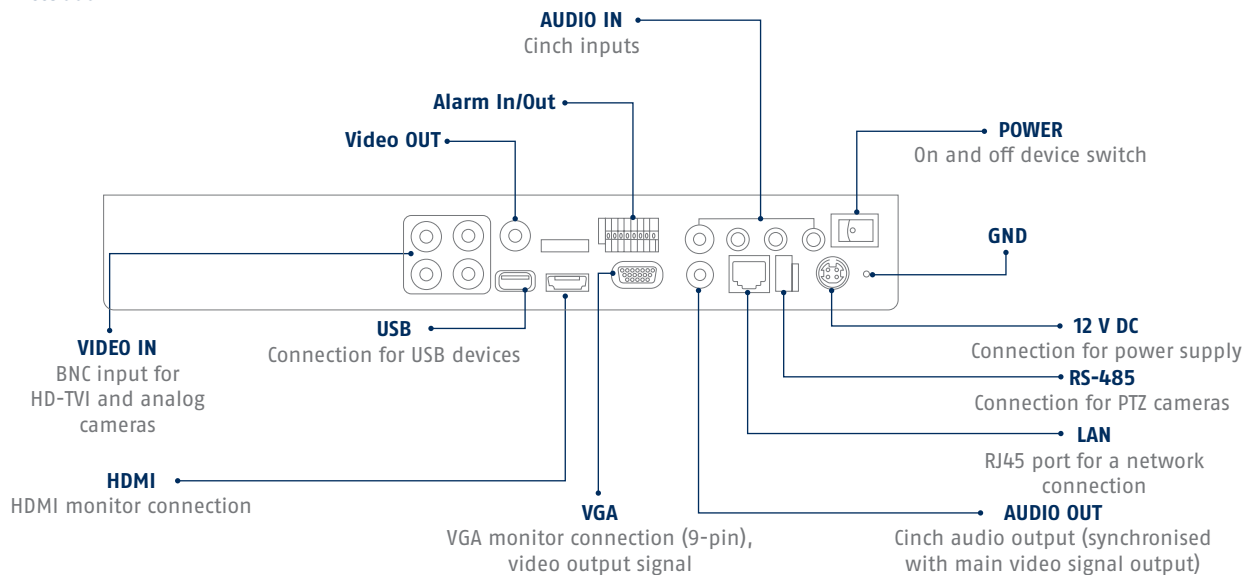 AUDIO IN
Cinch inputs
Alarm In/Out
Video OUT
POWER
On and off device switch
GND
12 V DC
Connection for power supply
RS-485
Connection for PTZ cameras
LAN
RJ45 port for a network
connection
AUDIO OUT
Cinch audio output (synchronised
with main video signal output)
USB
Connection for USB devices
VIDEO IN
BNC input for
HD-TVI and analog
cameras
HDMI
HDMI monitor connection
VGA
VGA monitor connection (9-pin),
video output signal